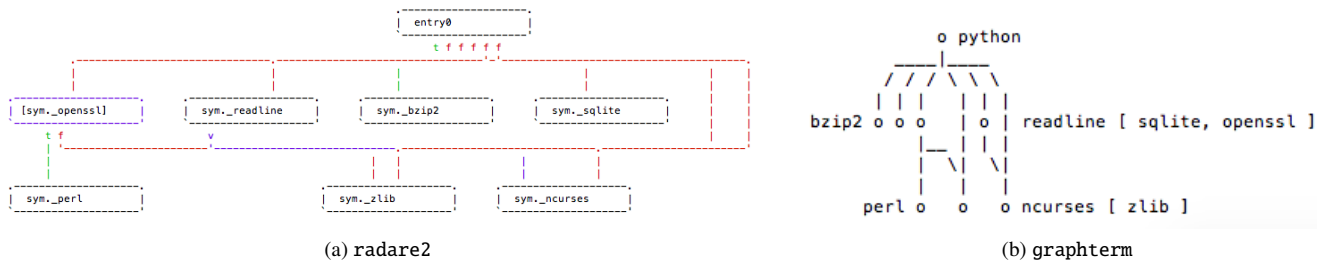 entry0
t f f f f f
[sym._openssl]
sym._readline
sym._bzip2
sym._sqlite
t f
v
sym._perl
sym._zlib
sym._ncurses
(a) radare2
o python
bzip2 o o o | o | readline [ sqlite, openssl ]
perl o o o ncurses [ zlib ]
(b) graphterm